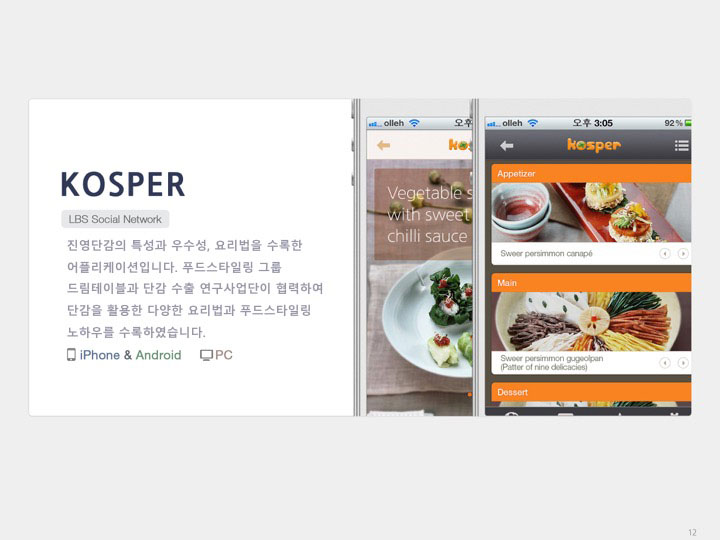 KOSPER
LBS Social Network
진영단감의 특성과 우수성, 요리법을 수록한
어플리케이션입니다. 푸드스타일링 그룹
드림테이블과 단감 수출 연구사업단이 협력하여
단감을 활용한 다양한 요리법과 푸드스타일링
노하우를 수록하였습니다.
iPhone & Android PC
olleh 오후
Vegetable s
with sweet
chilli sauce
olleh 오후 3:05 92%
kosper
Appetizer
Sweer persimmon canapé
Main
Sweer persimmon gugeolpan
(Patter of nine delicacies)
Dessert
12